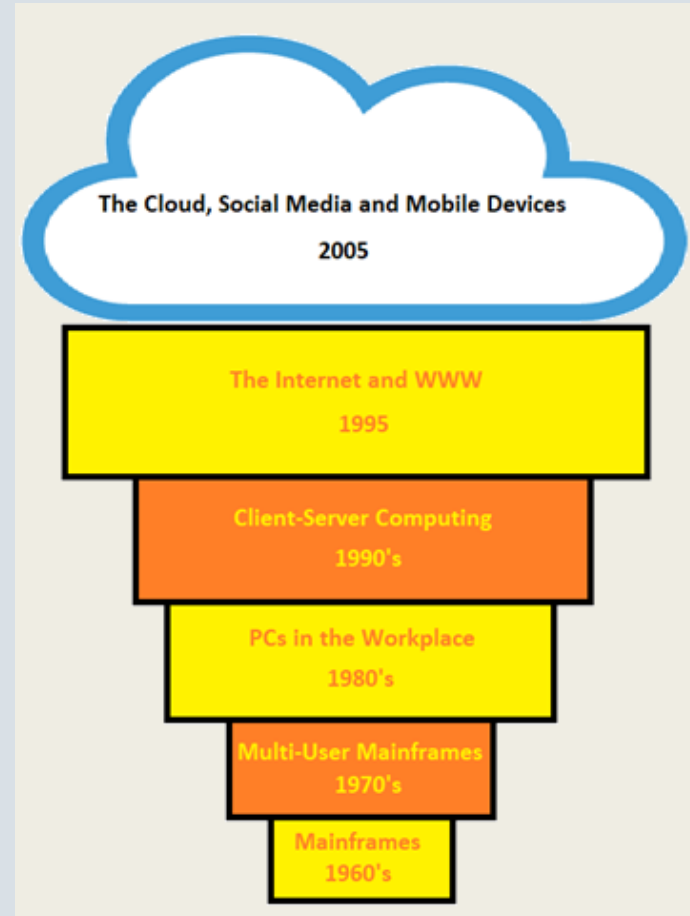 The Cloud, Social Media and Mobile Devices
2005
The Internet and WWW
1995
Client-Server Computing
1990's
PCs in the Workplace
1980's
Multi-User Mainframes
1970's
Mainframes
1960's